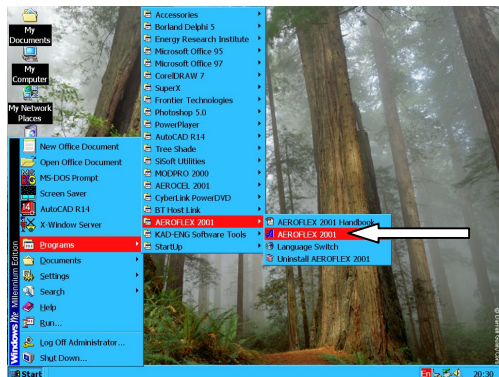 My
Documents
My
Computer
My Network
Places
Accessories
Borland Delphi 5
Energy Research Institute
Microsoft Office 95
Microsoft Office 97
CorelDRAW 7
SuperX
Frontier Technologies
Photoshop 5.0
PowerPlayer
AutoCAD R14
Tree Shade
SiSoft Utilities
MODPRO 2000
AEROCEL 2001
CyberLink PowerDVD
BT Host Link
AEROFLEX 2001
KAD-ENG Software Tools
StartUp
AEROFLEX 2001 Handbook
AEROFLEX 2001
Language Switch
Uninstall AEROFLEX 2001
New Office Document
Open Office Document
MS-DOS Prompt
Screen Saver
AutoCAD R14
X-Window Server
Programs
Documents
Settings
Search
Help
Run...
Log Off Administrator...
Shut Down...
Windows Me Millennium Edition
Start
En
20:30